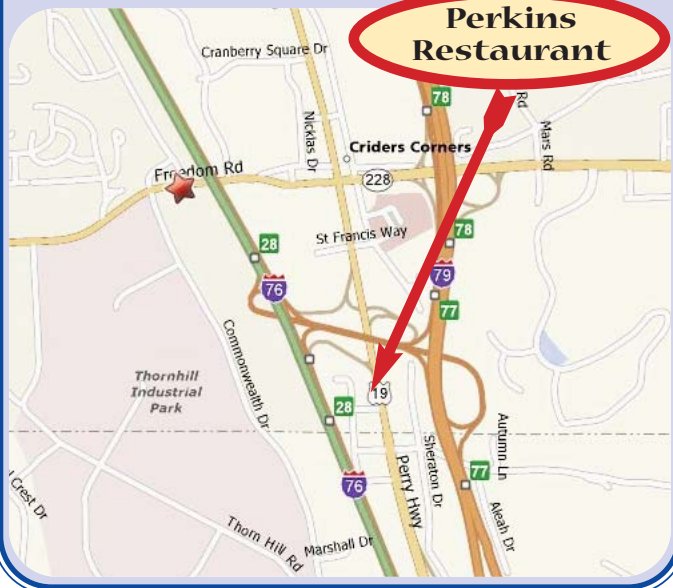 Perkins
Restaurant
Cranberry Square Dr
78
Rd
Nicklas Dr
Mars Rd
Criders Corners
Freedom Rd
228
28
St Francis Way
78
76
79
77
Commonwealth Dr
Thornhill
Industrial
Park
19
28
Autumn Ln
Sheraton Dr
Perry Hwy
77
76
Crest Dr
Aleah Dr
Thorn Hill Rd
Marshall Dr